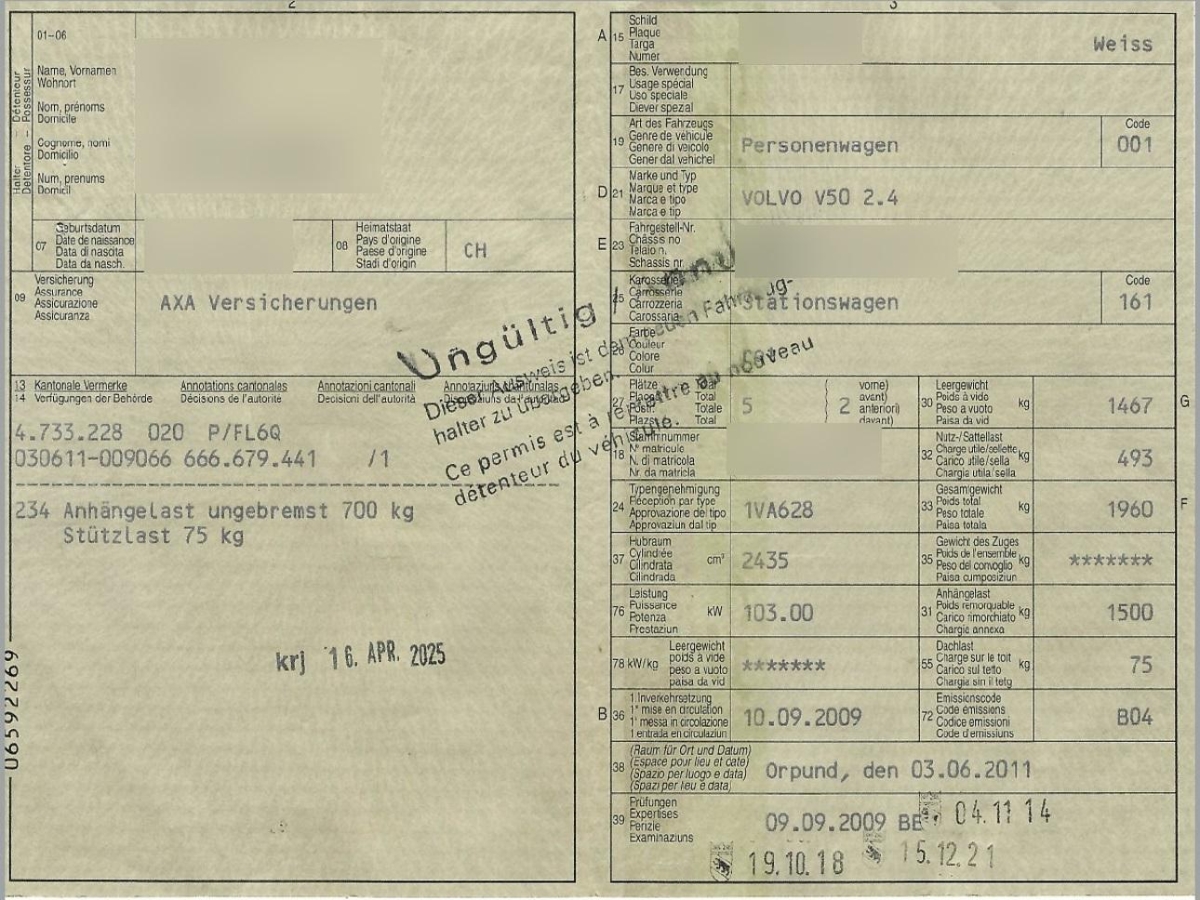 2
3
01-06
Halter – Détenteur
Detentore – Possessur
Name, Vornamen
Wohnort
Nom, prénoms
Domicile
Cognome, nomi
Domicilio
Num, prenums
Domicil
07
Geburtsdatum
Date de naissance
Data di nascita
Data da nasch.
08
Heimatstaat
Pays d'origine
Paese d'origine
Stadi d'origin
CH
09
Versicherung
Assurance
Assicurazione
Assicuranza
AXA Versicherungen
13 Kantonale Vermerke Annotations cantonales Annotazioni cantonali Annotaziuns chantunalas
14 Verfügungen der Behörde Décisions de l'autorité Decisioni dell'autorità
4.733.228 020 P/FL6Q
030611-009066 666.679.441 /1
234 Anhängelast ungebremst 700 kg
Stützlast 75 kg
Ungültig /
Dieser Ausweis ist dem neuen Fahrzeug-
halter zu übergeben.
Ce permis est à remettre au nouveau
détenteur du véhicule.
krj 16. APR. 2025
06592269
A 15
Schild
Plaque
Targa
Numer
Weiss
17
Bes. Verwendung
Usage spécial
Uso speciale
Diever spezial
19
Art des Fahrzeugs
Genre de véhicule
Genere di veicolo
Gener dal vehichel
Personenwagen
Code
001
D 21
Marke und Typ
Marque et type
Marca e tipo
Marca e tip
VOLVO V50 2.4
E 23
Fahrgestell-Nr.
Châssis no
Telaio n.
Schassis nr.
25
Karosserie
Carrosserie
Carrozzeria
Carossaria
Stationswagen
Code
161
26
Farbe
Couleur
Colore
Colur
27
Plätze Total
Places Total
Posti Totale
Plazs Total
5
2
vorne)
avant)
anteriori)
davant)
30
Leergewicht
Poids à vide
Peso a vuoto
Paisa da vid
kg
1467
G
18
Stammnummer
N° matricule
N. di matricola
Nr. da matricla
32
Nutz-/Sattellast
Charge utile/sellette
Carico utile/sella
Chargia utila/sella
kg
493
24
Typengenehmigung
Réception par type
Approvazione del tipo
Approvaziun dal tip
1VA628
33
Gesamtgewicht
Poids total
Peso totale
Paisa totala
kg
1960
F
37
Hubraum
Cylindrée
Cilindrata
Cilindrada
cm³
2435
35
Gewicht des Zuges
Poids de l'ensemble
Peso del convoglio
Paisa cumposiziun
kg
*******
76
Leistung
Puissance
Potenza
Prestaziun
kW
103.00
31
Anhängelast
Poids remorquable
Carico rimorchiato
Chargia annexa
kg
1500
78 kW/kg
Leergewicht
poids à vide
peso a vuoto
paisa da vid
*******
55
Dachlast
Charge sur le toit
Carico sul tetto
Chargia sin il tetg
kg
75
B 36
1. Inverkehrsetzung
1re mise en circulation
1a messa in circolazione
1. entrada en circulaziun
10.09.2009
72
Emissionscode
Code émissions
Codice emissioni
Code d'emissiuns
B04
38
(Raum für Ort und Datum)
(Espace pour lieu et date)
(Spazio per luogo e data)
(Spazi per lieu e data)
Orpund, den 03.06.2011
39
Prüfungen
Expertises
Perizie
Examinaziuns
09.09.2009 BE
04.11 14
19.10.18
15.12.21